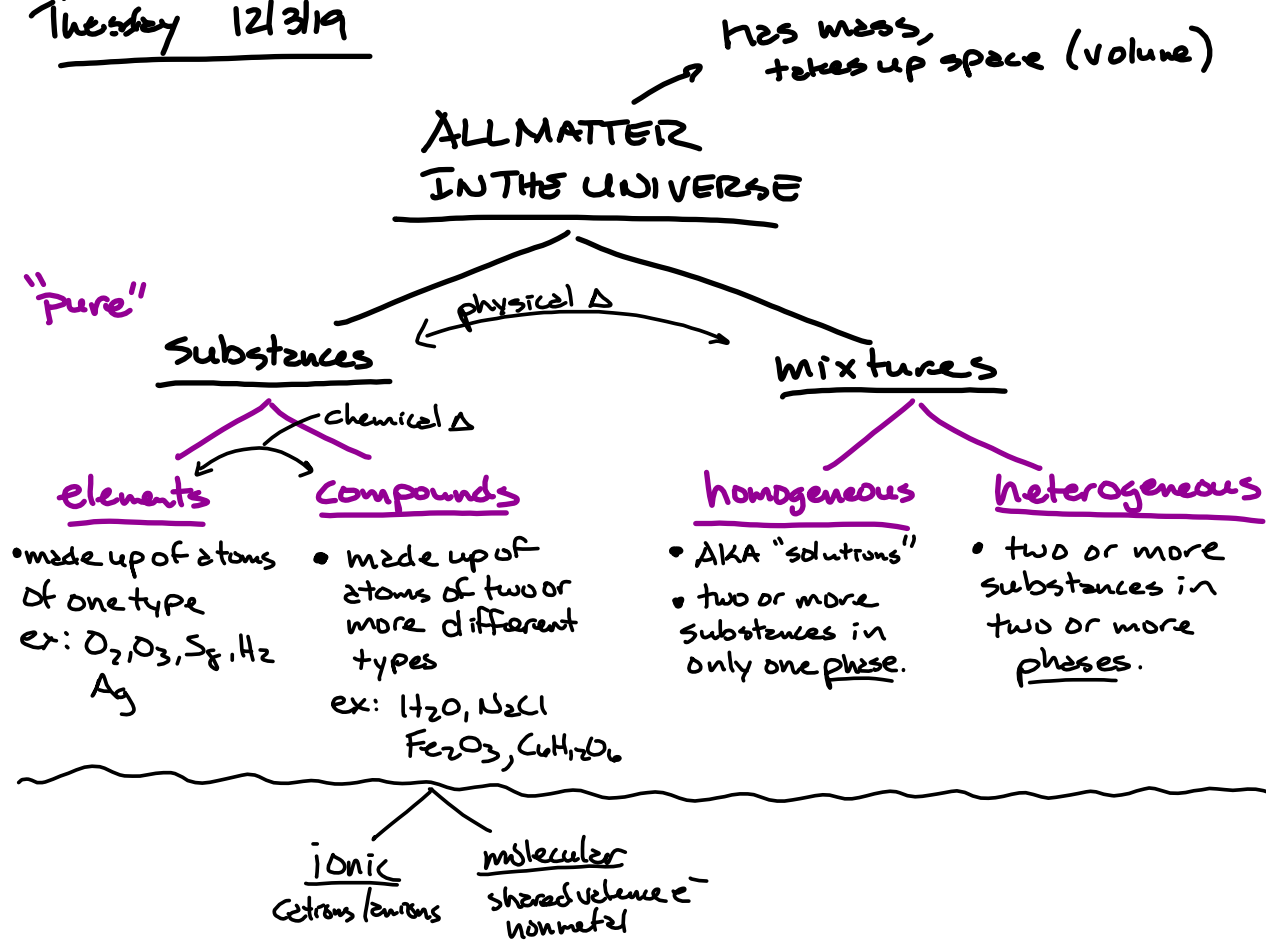 Thursday 12/3/19
has mass,
takes up space (volume)
ALL MATTER
IN THE UNIVERSE
"pure"
physical Δ
substances
mixtures
chemical Δ
elements
compounds
homogeneous
heterogeneous
• made up of atoms
of one type
ex: O₂, O₃, S₈, H₂
Ag
• made up of
atoms of two or
more different
types
ex: H₂O, NaCl
Fe₂O₃, C₆H₁₂O₆
• AKA "solutions"
• two or more
substances in
only one phase.
• two or more
substances in
two or more
phases.
ionic
cations/anions
molecular
shared valence e⁻
nonmetal